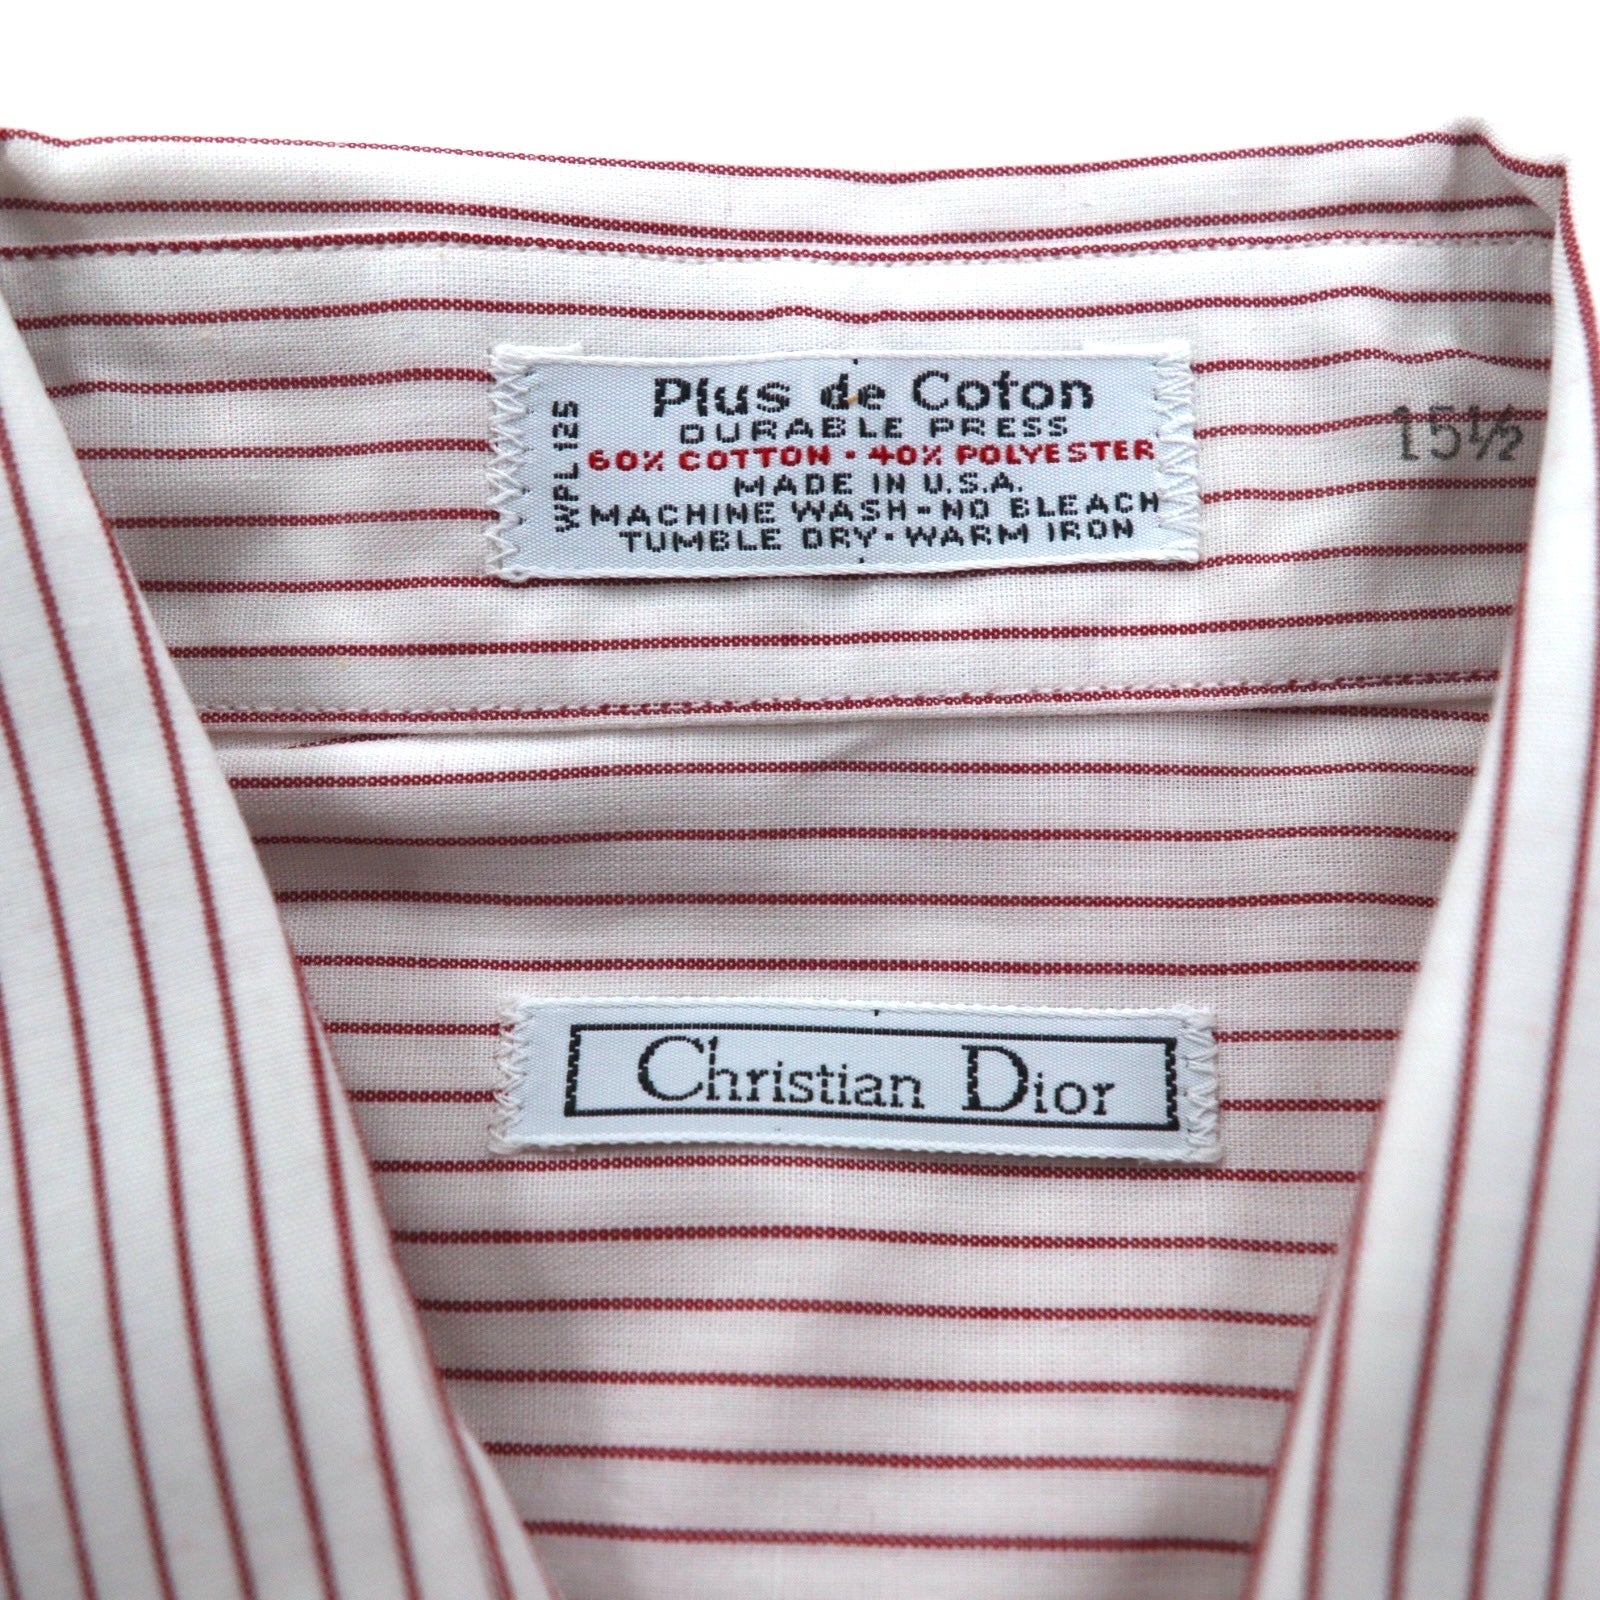 Plus de Coton
DURABLE PRESS
60% COTTON · 40% POLYESTER
MADE IN U.S.A.
MACHINE WASH - NO BLEACH
TUMBLE DRY · WARM IRON
WPL 125
15½
Christian Dior